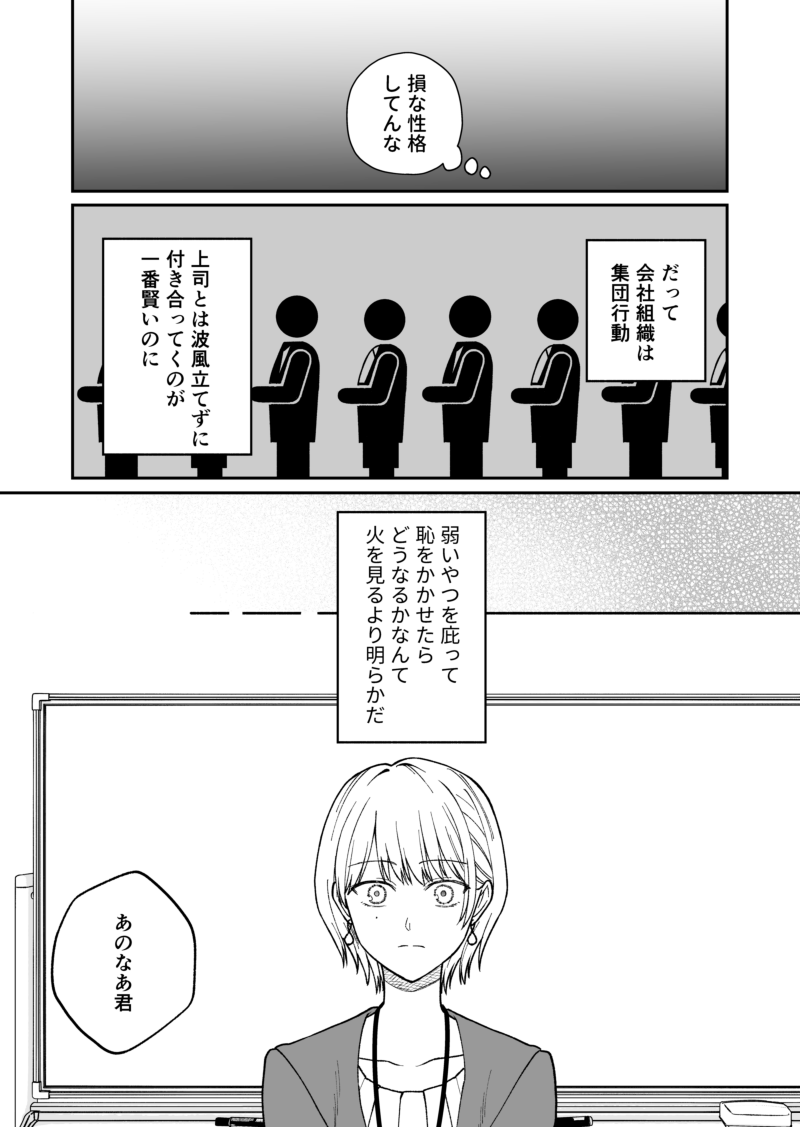 損な性格
してんな
だって
会社組織は
集団行動
上司とは波風立てずに
付き合ってくのが
一番賢いのに
弱いやつを庇って
恥をかかせたら
どうなるかなんて
火を見るより明らかだ
あのなあ君